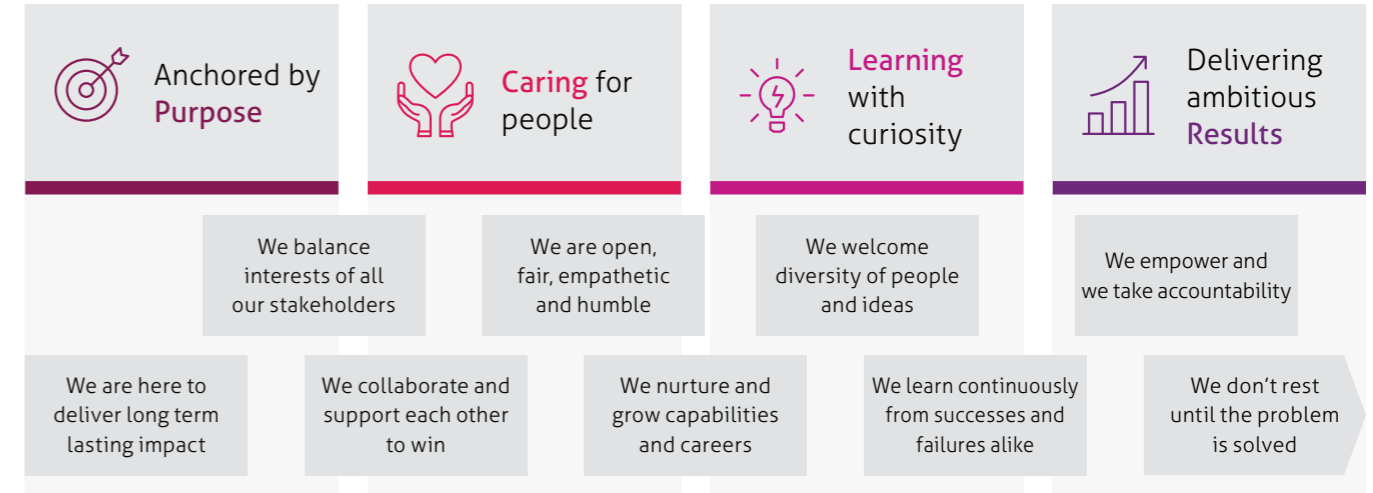 Anchored by
Purpose
Caring for
people
Learning
with
curiosity
Delivering
ambitious
Results
We balance
interests of all
our stakeholders
We are open,
fair, empathetic
and humble
We welcome
diversity of people
and ideas
We empower and
we take accountability
We are here to
deliver long term
lasting impact
We collaborate and
support each other
to win
We nurture and
grow capabilities
and careers
We learn continuously
from successes and
failures alike
We don’t rest
until the problem
is solved